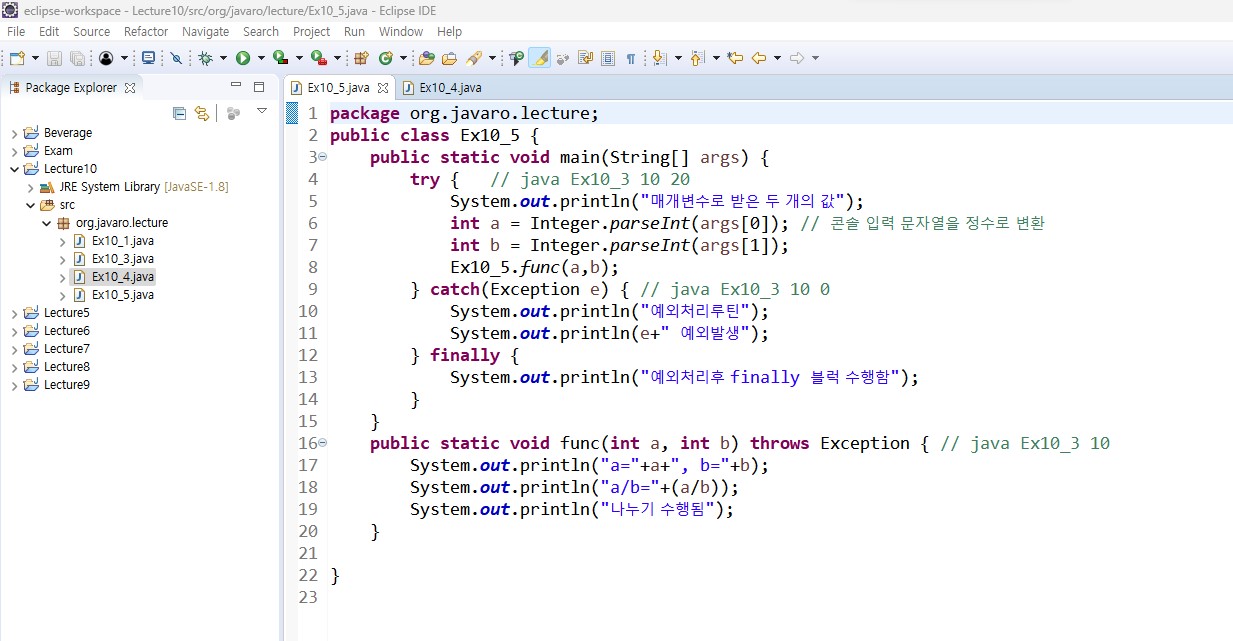 eclipse-workspace - Lecture10/src/org/javaro/lecture/Ex10_5.java - Eclipse IDE
File Edit Source Refactor Navigate Search Project Run Window Help
Package Explorer
Beverage
Exam
Lecture10
JRE System Library [JavaSE-1.8]
src
org.javaro.lecture
Ex10_1.java
Ex10_3.java
Ex10_4.java
Ex10_5.java
Lecture5
Lecture6
Lecture7
Lecture8
Lecture9
Ex10_5.java Ex10_4.java
1 package org.javaro.lecture;
2 public class Ex10_5 {
3 public static void main(String[] args) {
4 try { // java Ex10_3 10 20
5 System.out.println("매개변수로 받은 두 개의 값");
6 int a = Integer.parseInt(args[0]); // 콘솔 입력 문자열을 정수로 변환
7 int b = Integer.parseInt(args[1]);
8 Ex10_5.func(a,b);
9 } catch(Exception e) { // java Ex10_3 10 0
10 System.out.println("예외처리루틴");
11 System.out.println(e+" 예외발생");
12 } finally {
13 System.out.println("예외처리후 finally 블럭 수행함");
14 }
15 }
16 public static void func(int a, int b) throws Exception { // java Ex10_3 10
17 System.out.println("a="+a+", b="+b);
18 System.out.println("a/b="+(a/b));
19 System.out.println("나누기 수행됨");
20 }
21
22 }
23